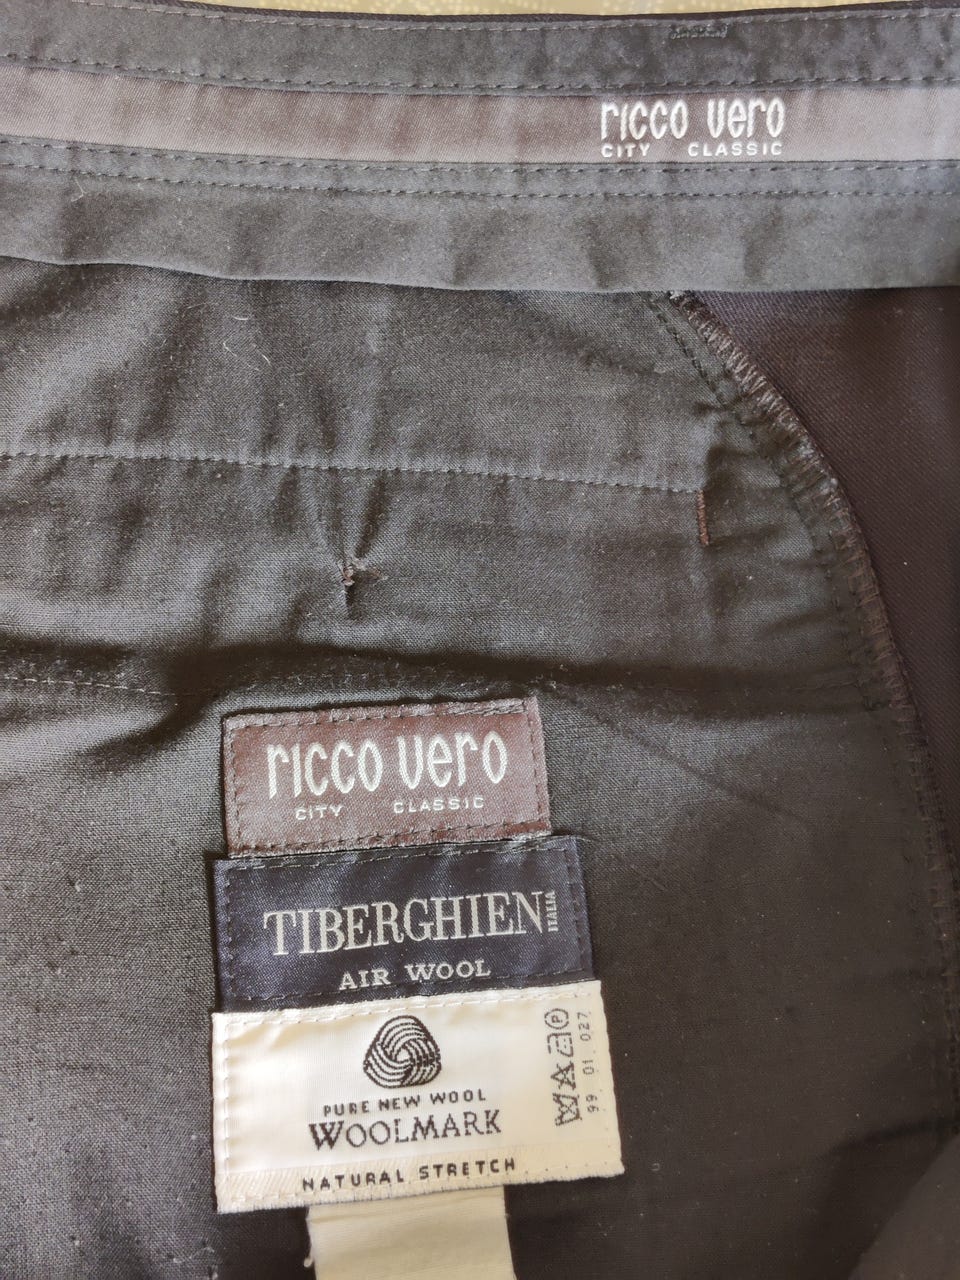 ricco vero
CITY CLASSIC
ricco vero
CITY CLASSIC
TIBERGHIEN
ITALIA
AIR WOOL
PURE NEW WOOL
WOOLMARK
NATURAL STRETCH
P
99.01.027